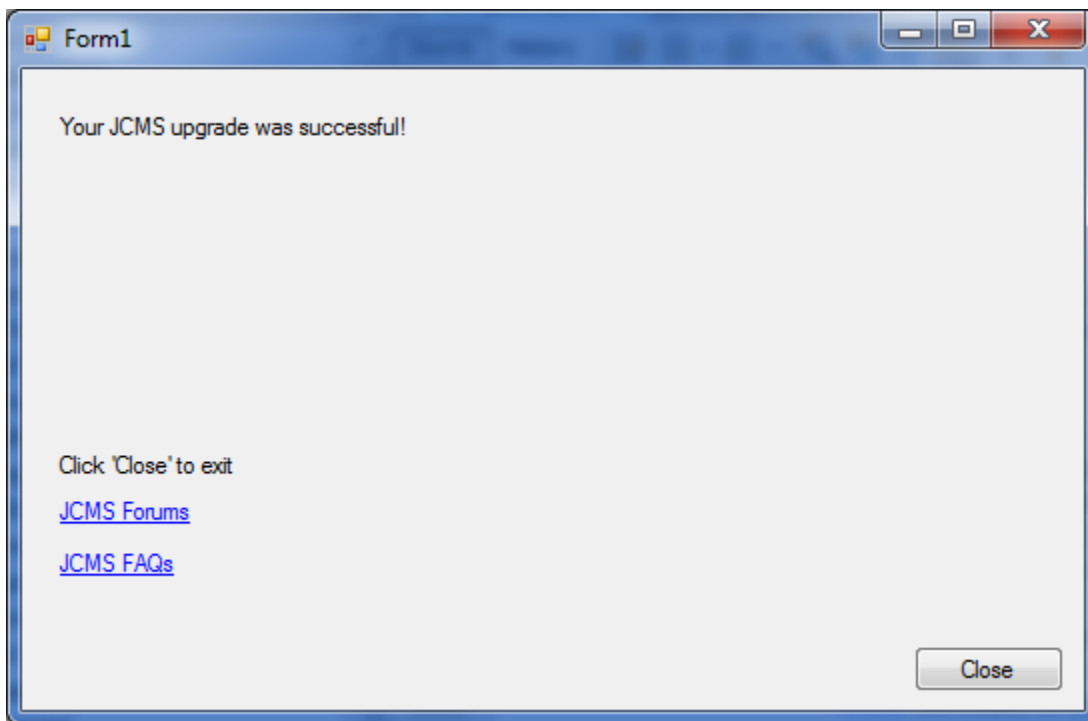 Form1
Your JCMS upgrade was successful!
Click 'Close' to exit
JCMS Forums
JCMS FAQs
Close